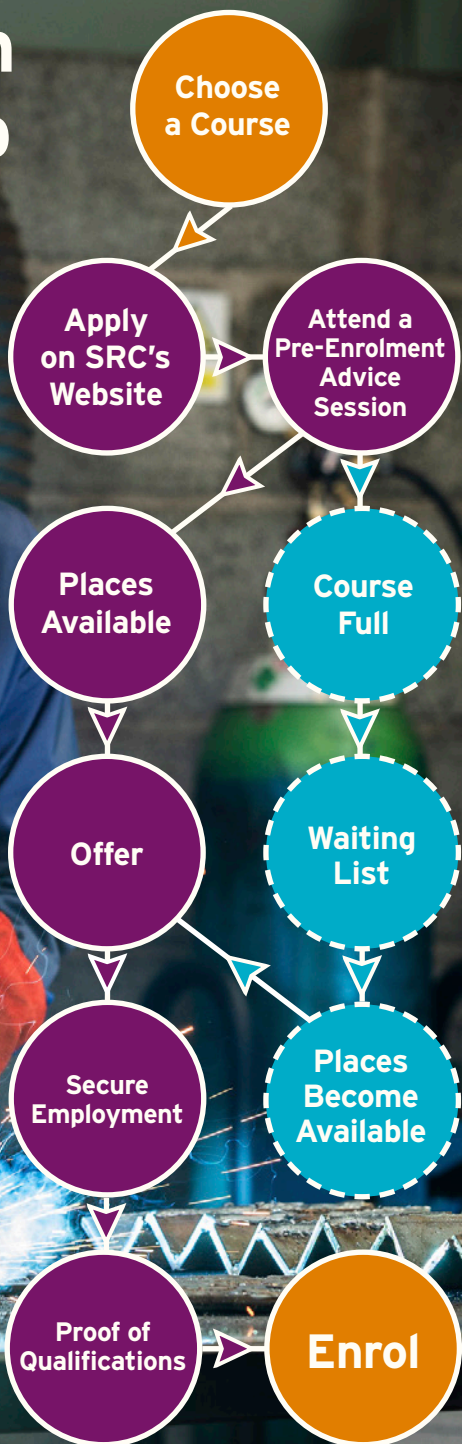 Choose
a Course
Apply
on SRC's
Website
Attend a
Pre-Enrolment
Advice
Session
Places
Available
Course
Full
Offer
Waiting
List
Secure
Employment
Places
Become
Available
Proof of
Qualifications
Enrol